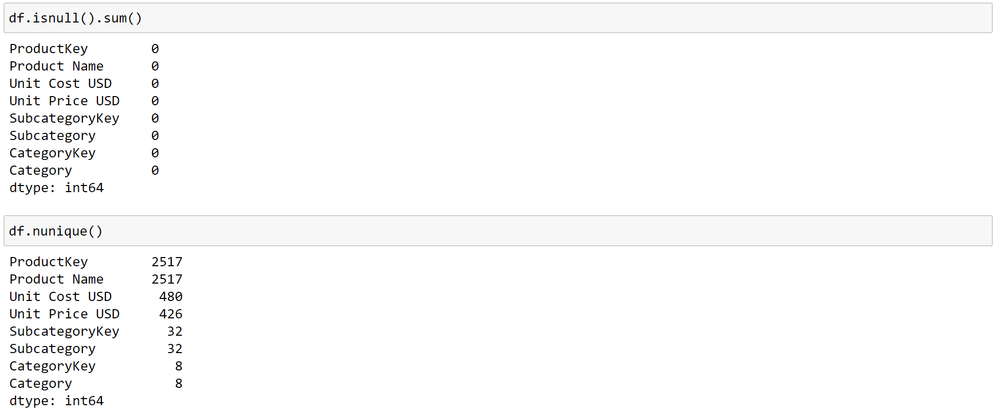 df.isnull().sum()
ProductKey 0
Product Name 0
Unit Cost USD 0
Unit Price USD 0
SubcategoryKey 0
Subcategory 0
CategoryKey 0
Category 0
dtype: int64
df.nunique()
ProductKey 2517
Product Name 2517
Unit Cost USD 480
Unit Price USD 426
SubcategoryKey 32
Subcategory 32
CategoryKey 8
Category 8
dtype: int64